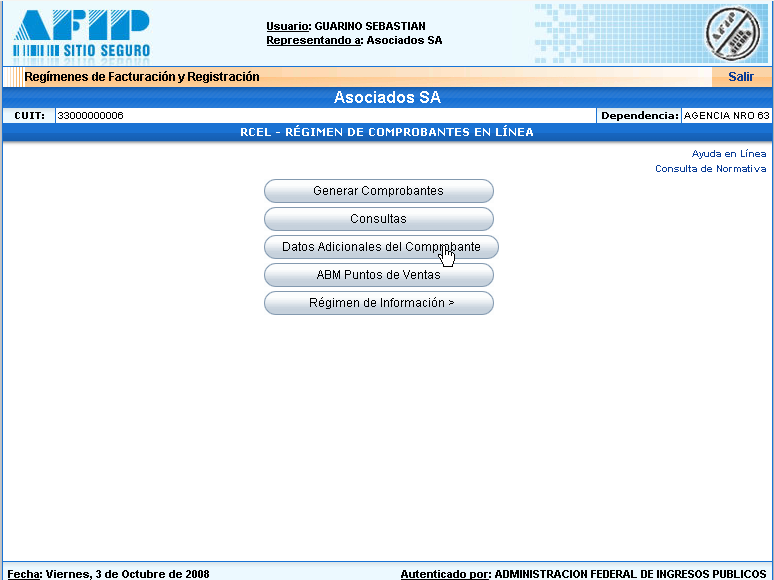 AFIP
SITIO SEGURO
Usuario: GUARINO SEBASTIAN
Representando a: Asociados SA
AFIP
Regímenes de Facturación y Registración
Salir
Asociados SA
CUIT: 33000000006
Dependencia: AGENCIA NRO 63
RCEL - RÉGIMEN DE COMPROBANTES EN LÍNEA
Ayuda en Línea
Consulta de Normativa
Generar Comprobantes
Consultas
Datos Adicionales del Comprobante
ABM Puntos de Ventas
Régimen de Información >
Fecha: Viernes, 3 de Octubre de 2008
Autenticado por: ADMINISTRACION FEDERAL DE INGRESOS PUBLICOS